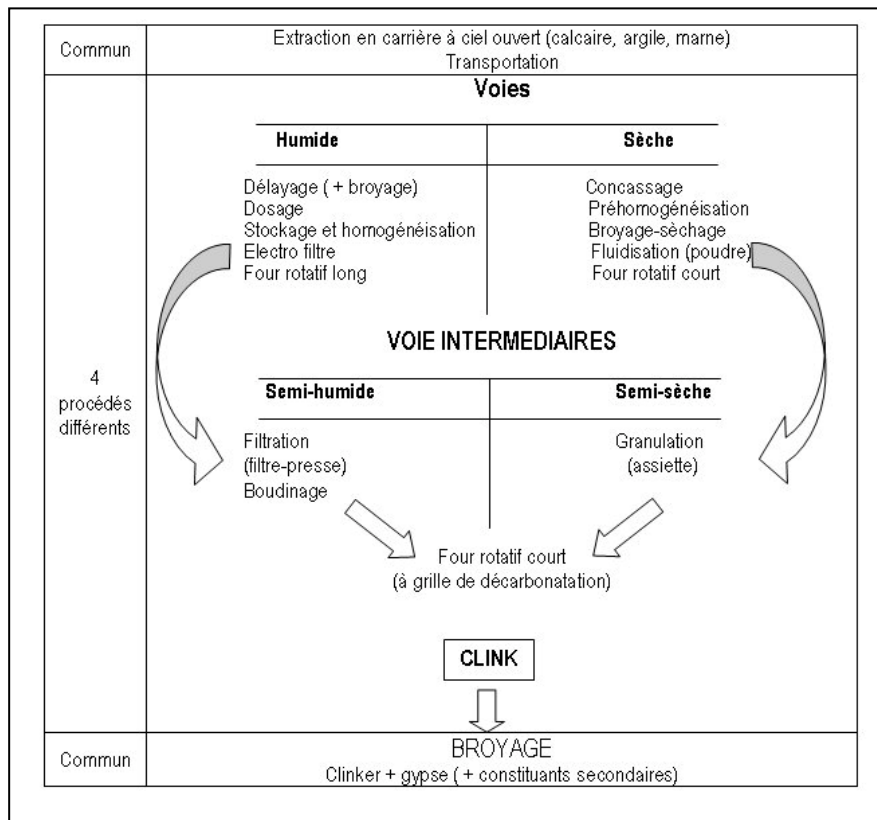 Commun
Extraction en carrière à ciel ouvert (calcaire, argile, marne)
Transportation
4
procédés
différents
Voies
Humide
Délayage ( + broyage)
Dosage
Stockage et homogénéisation
Electro filtre
Four rotatif long
Sèche
Concassage
Préhomogénéisation
Broyage-sèchage
Fluidisation (poudre)
Four rotatif court
VOIE INTERMEDIAIRES
Semi-humide
Filtration
(filtre-presse)
Boudinage
Semi-sèche
Granulation
(assiette)
Four rotatif court
(à grille de décarbonatation)
CLINK
Commun
BROYAGE
Clinker + gypse ( + constituants secondaires)